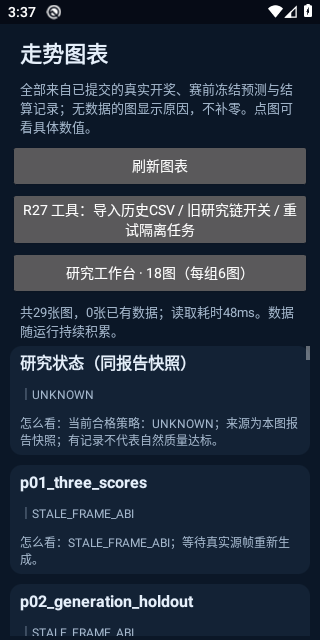 3:37
走势图表
全部来自已提交的真实开奖、赛前冻结预测与结
算记录；无数据的图显示原因，不补零。点图可
看具体数值。
刷新图表
R27 工具：导入历史CSV / 旧研究链开关 / 重
试隔离任务
研究工作台 · 18图（每组6图）
共29张图，0张已有数据；读取耗时48ms。数据
随运行持续积累。
研究状态（同报告快照）
｜UNKNOWN
怎么看：当前合格策略：UNKNOWN；来源为本图报
告快照；有记录不代表自然质量达标。
p01_three_scores
｜STALE_FRAME_ABI
怎么看：STALE_FRAME_ABI；等待真实源帧重新生
成。
p02_generation_holdout
｜STALE_FRAME_ABI